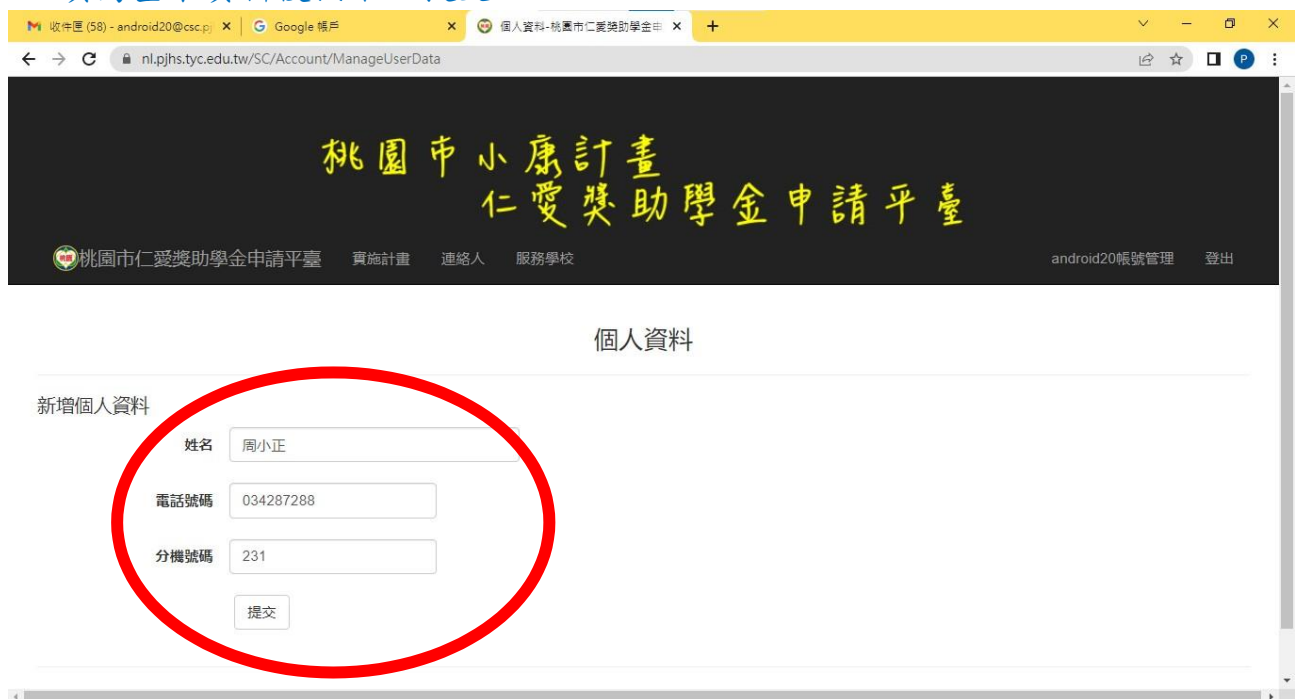 收件匣 (58) - android20@csc.pj
Google 帳戶
個人資料-桃園市仁愛獎助學金申
nl.pjhs.tyc.edu.tw/SC/Account/ManageUserData
P
桃園市小康計畫
仁愛獎助學金申請平臺
桃園市仁愛獎助學金申請平臺 實施計畫 連絡人 服務學校 android20帳號管理 登出
個人資料
新增個人資料
姓名 周小正
電話號碼 034287288
分機號碼 231
提交